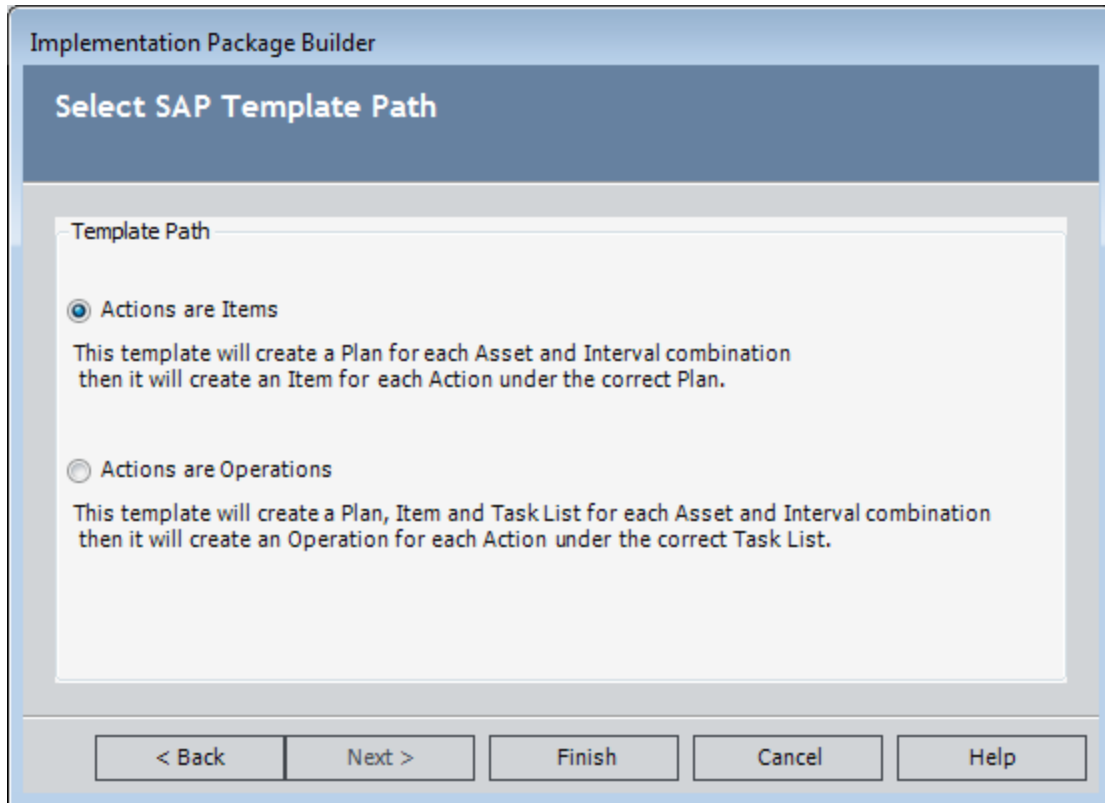 Implementation Package Builder
Select SAP Template Path
Template Path
Actions are Items
This template will create a Plan for each Asset and Interval combination
then it will create an Item for each Action under the correct Plan.
Actions are Operations
This template will create a Plan, Item and Task List for each Asset and Interval combination
then it will create an Operation for each Action under the correct Task List.
< Back
Next >
Finish
Cancel
Help